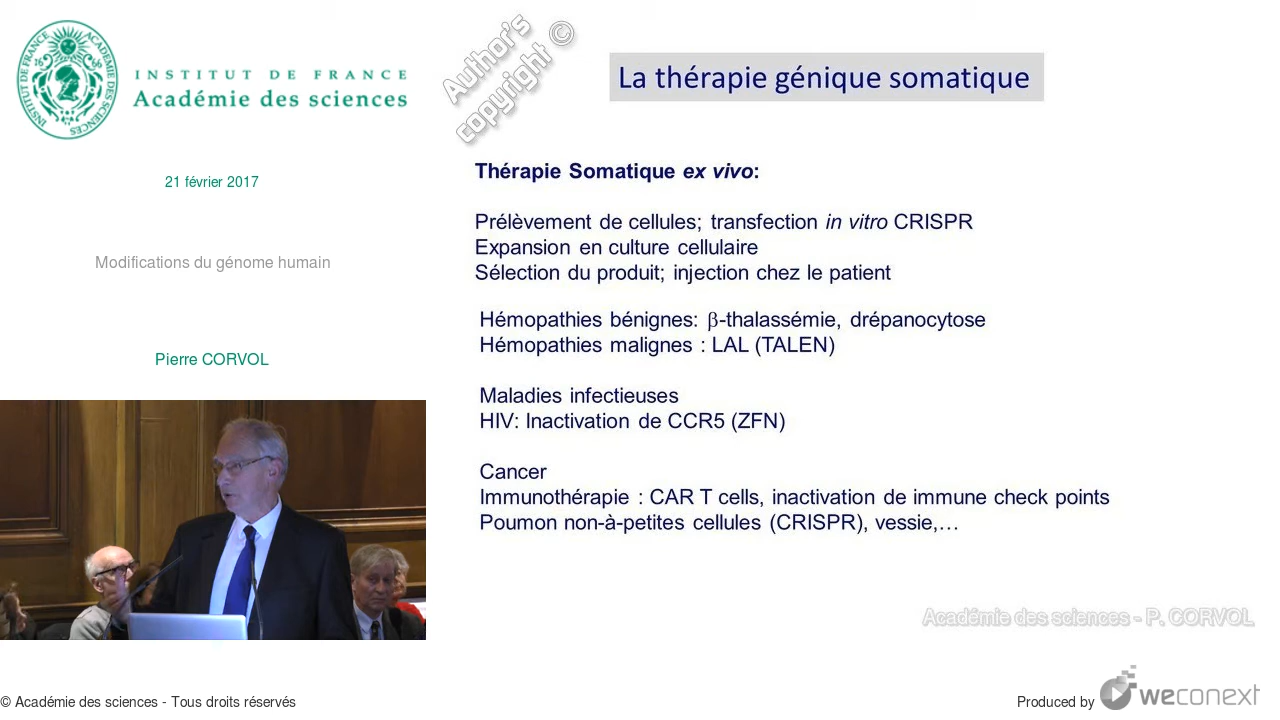 INSTITUT DE FRANCE
Académie des sciences
21 février 2017
Modifications du génome humain
Pierre CORVOL
Author's
copyright ©
La thérapie génique somatique
Thérapie Somatique ex vivo:
Prélèvement de cellules; transfection in vitro CRISPR
Expansion en culture cellulaire
Sélection du produit; injection chez le patient
Hémopathies bénignes: β-thalassémie, drépanocytose
Hémopathies malignes : LAL (TALEN)
Maladies infectieuses
HIV: Inactivation de CCR5 (ZFN)
Cancer
Immunothérapie : CAR T cells, inactivation de immune check points
Poumon non-à-petites cellules (CRISPR), vessie,…
Académie des sciences - P. CORVOL
© Académie des sciences - Tous droits réservés
Produced by weconext